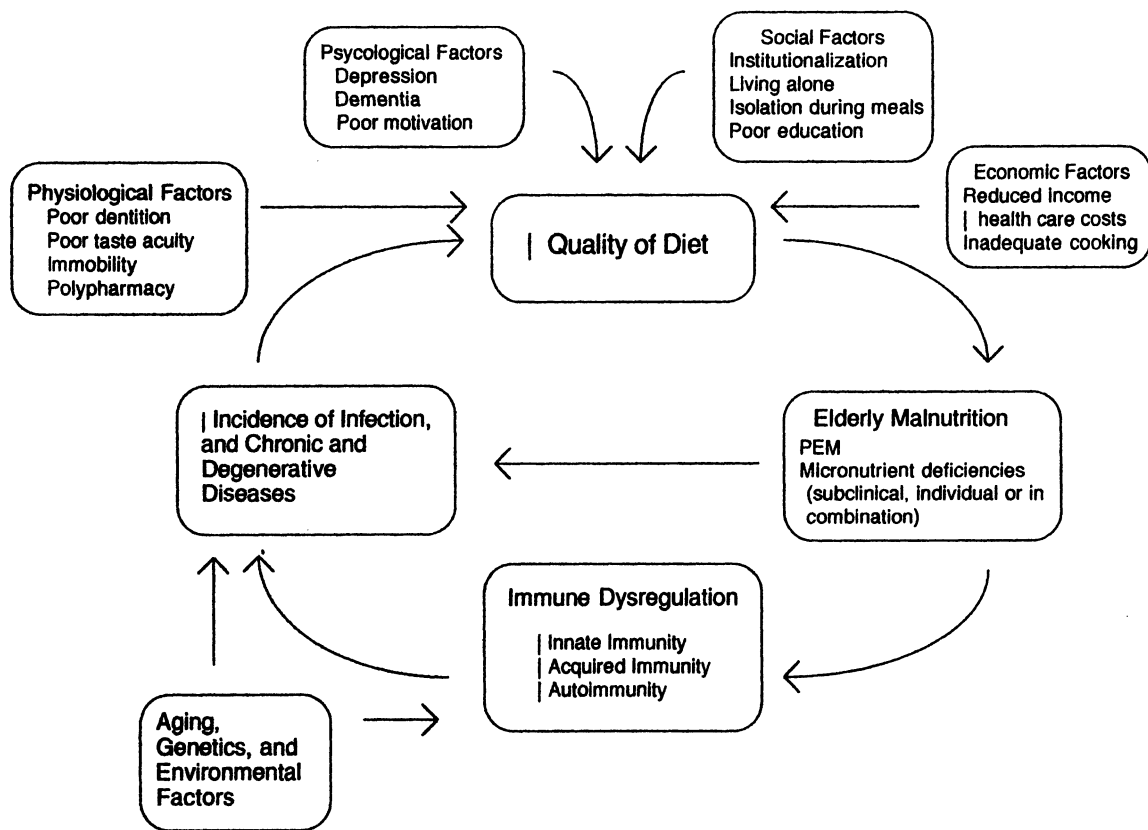 Psycological Factors
Depression
Dementia
Poor motivation
Social Factors
Institutionalization
Living alone
Isolation during meals
Poor education
Physiological Factors
Poor dentition
Poor taste acuity
Immobility
Polypharmacy
Economic Factors
Reduced income
| health care costs
Inadequate cooking
| Quality of Diet
| Incidence of Infection,
and Chronic and
Degenerative
Diseases
Elderly Malnutrition
PEM
Micronutrient deficiencies
(subclinical, individual or in
combination)
Immune Dysregulation
| Innate Immunity
| Acquired Immunity
| Autoimmunity
Aging,
Genetics, and
Environmental
Factors